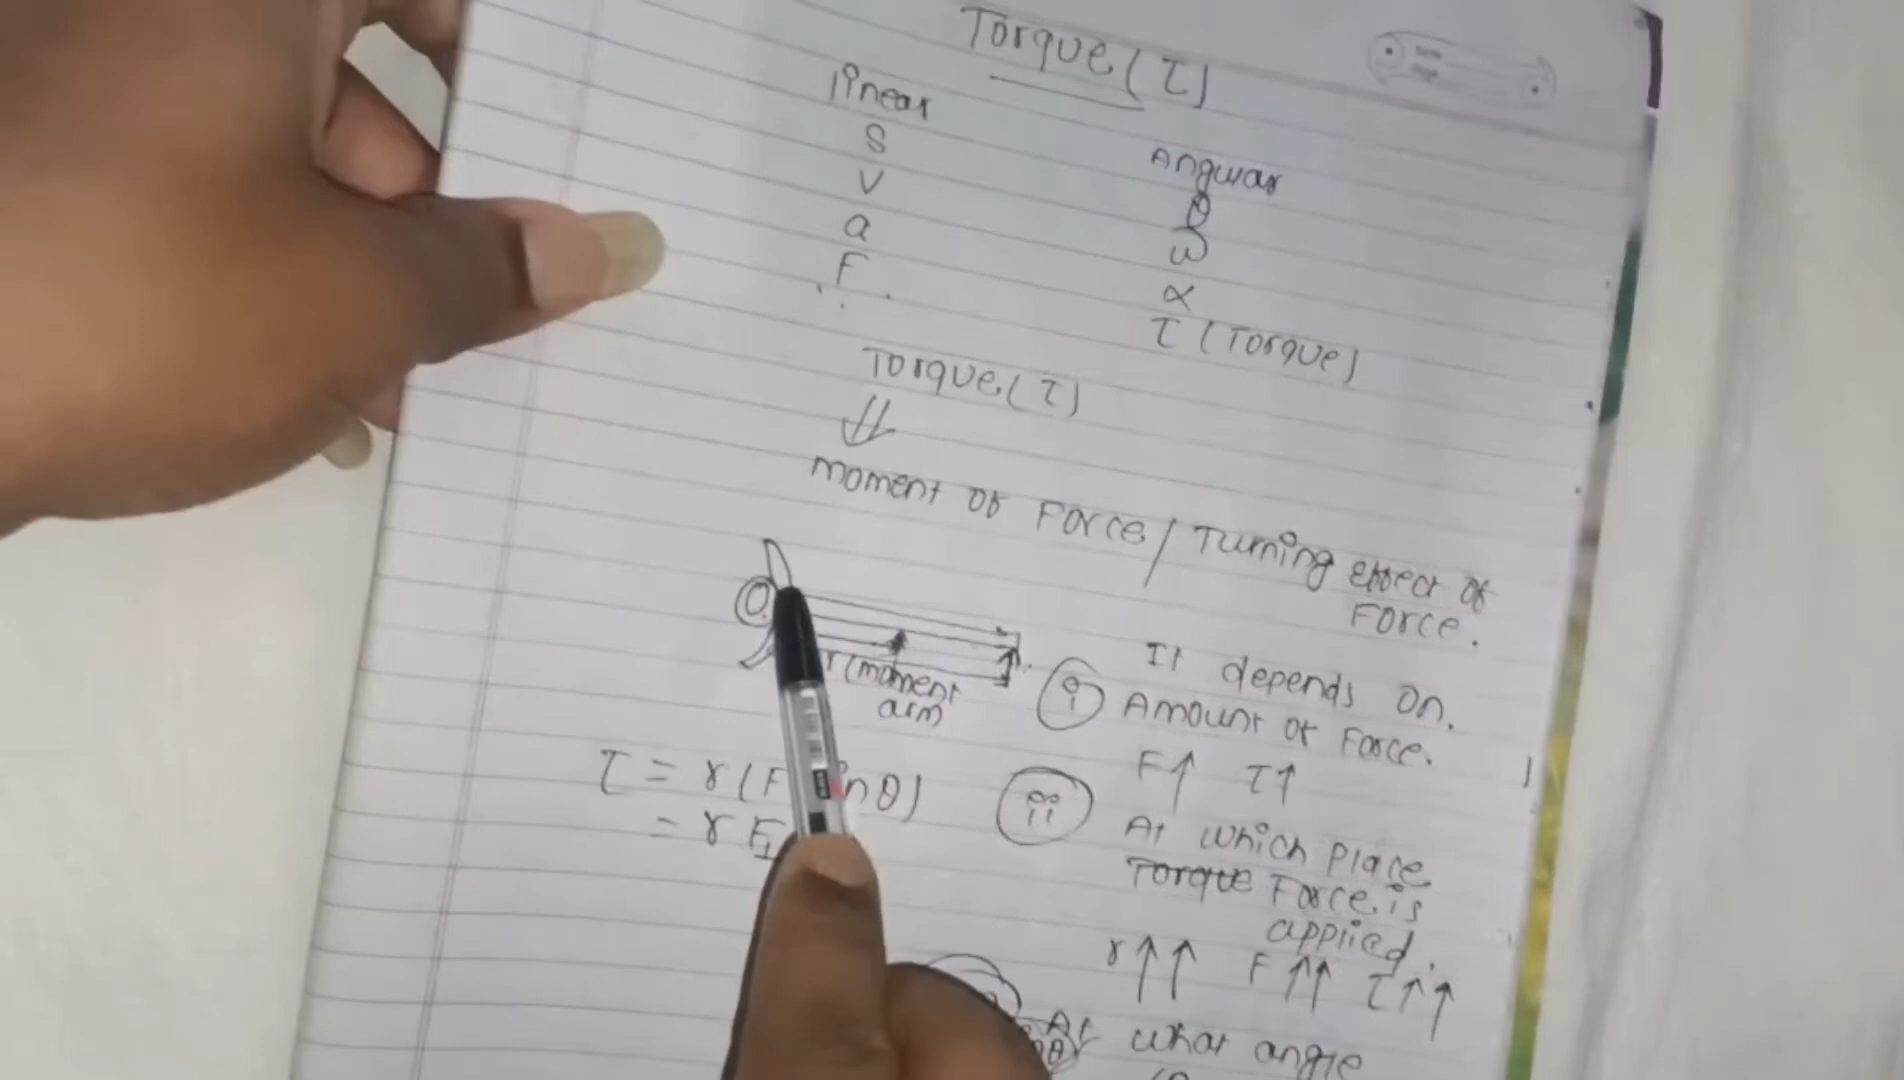 Torque (τ)
linear
Angular
S
θ
V
ω
a
α
F
τ (Torque)
Torque (τ)
⇓
Moment of Force / Turning effect of
Force.
r (moment
arm)
It depends on.
i Amount of Force.
F↑ τ↑
τ = r (F
nθ)
= r F⊥
ii At which place
Torque Force is
applied.
r↑↑ F↑↑ τ↑↑
At what angle